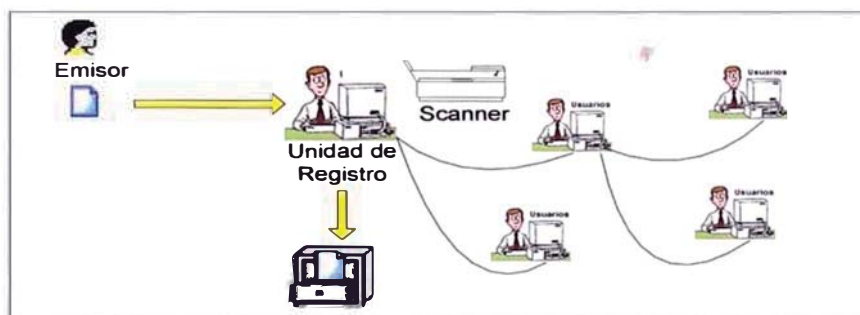 Emisor
Scanner
Unidad de
Registro
Usuarios
Usuarios
Usuarios
Usuarios